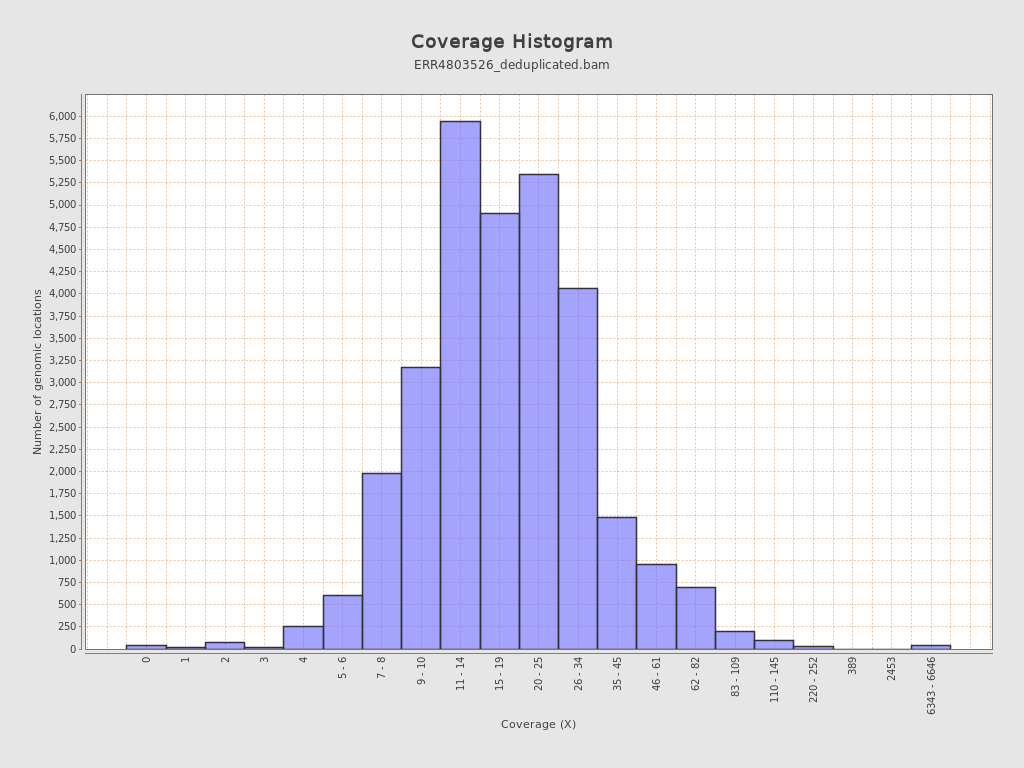 Coverage Histogram
ERR4803526_deduplicated.bam
Number of genomic locations
6,000
5,750
5,500
5,250
5,000
4,750
4,500
4,250
4,000
3,750
3,500
3,250
3,000
2,750
2,500
2,250
2,000
1,750
1,500
1,250
1,000
750
500
250
0
0
1
2
3
4
5 - 6
7 - 8
9 - 10
11 - 14
15 - 19
20 - 25
26 - 34
35 - 45
46 - 61
62 - 82
83 - 109
110 - 145
220 - 252
389
2453
6343 - 6646
Coverage (X)